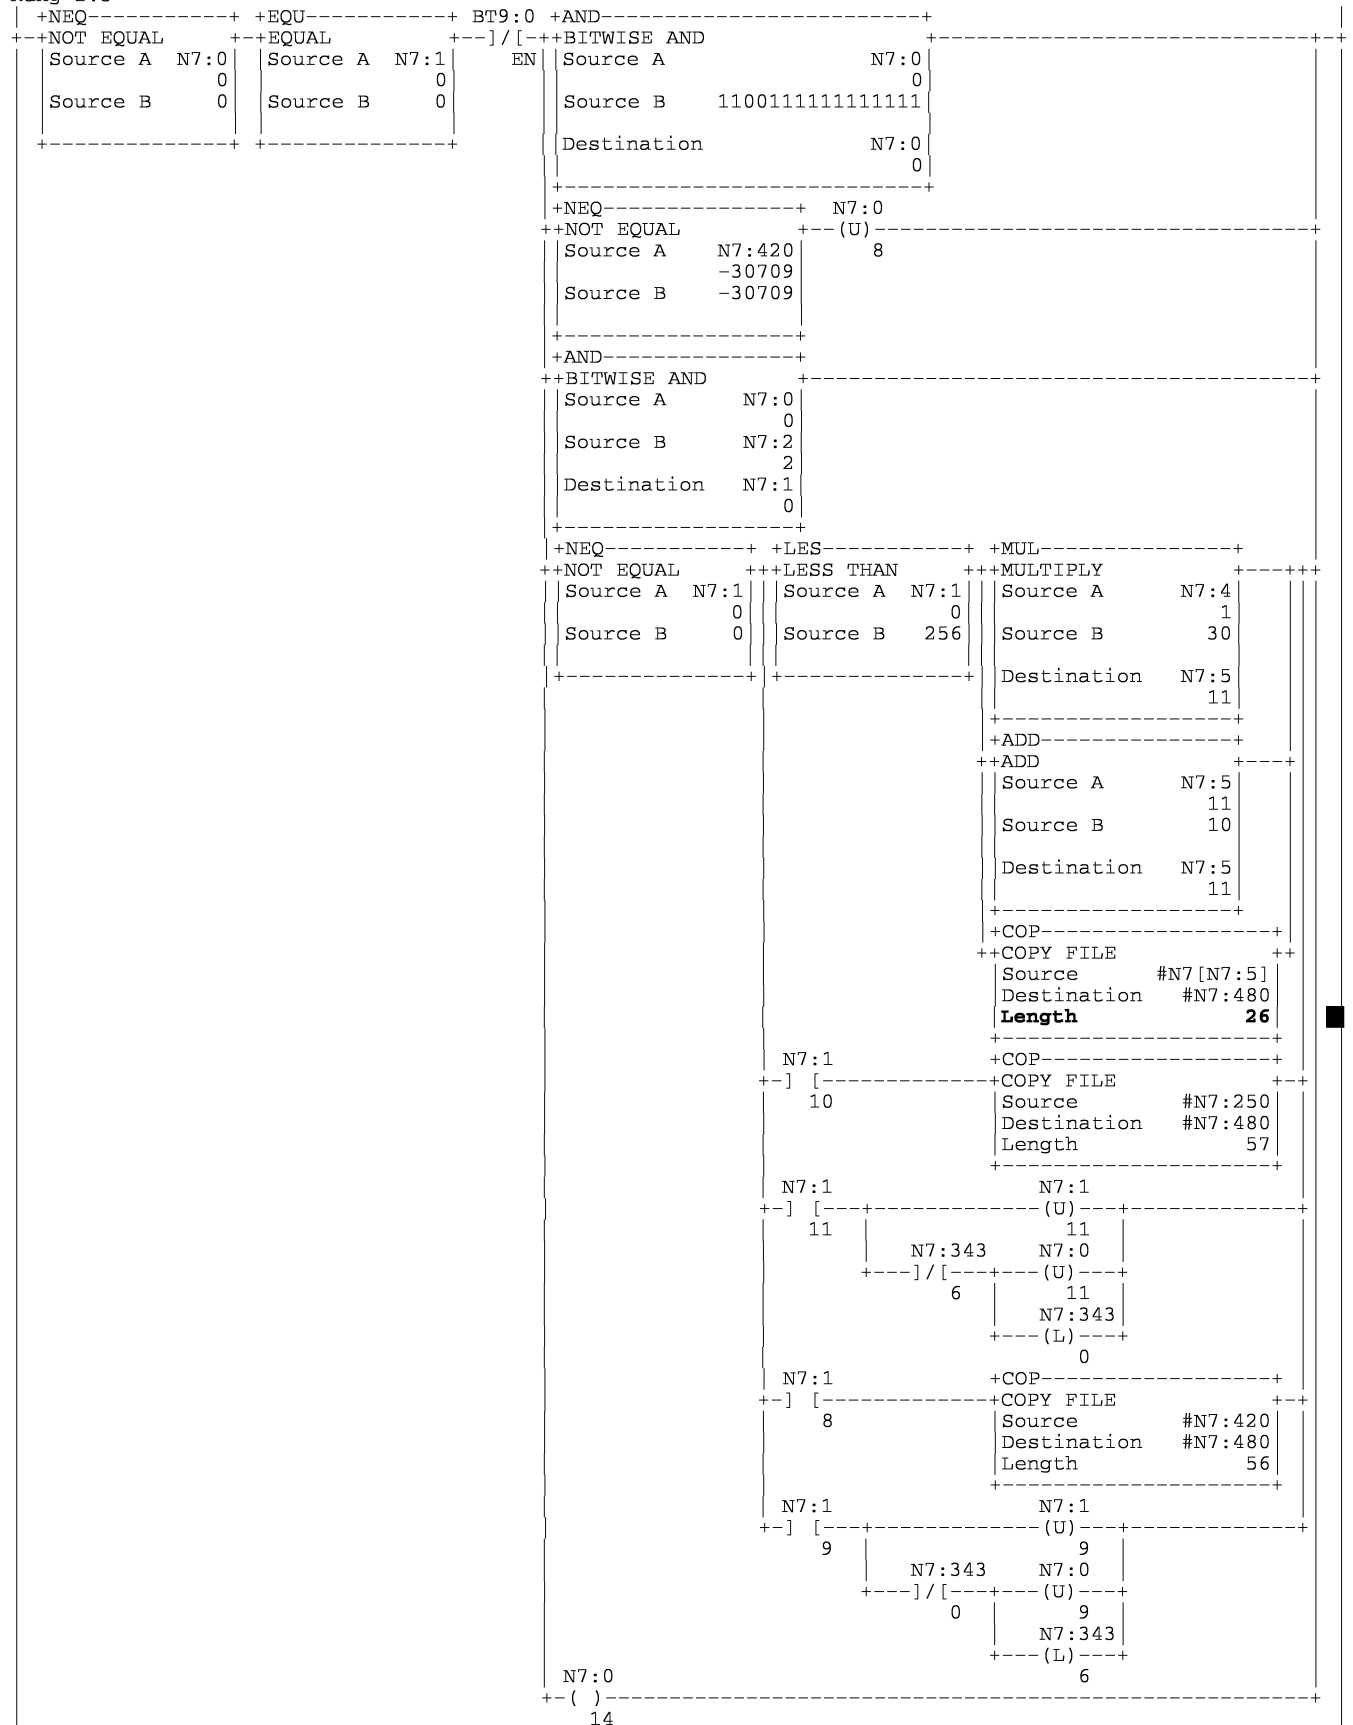 +NEQ-----------+ +EQU-----------+ BT9:0 +AND-------------------------+
+-+NOT EQUAL +-+EQUAL +--]/[-++BITWISE AND +---+-+
Source A N7:0 Source A N7:1 EN Source A N7:0
0 0 0
Source B 0 Source B 0 Source B 1100111111111111
Destination N7:0
0
+NEQ---------------+ N7:0
++NOT EQUAL +--(U)---+
Source A N7:420 8
-30709
Source B -30709
+AND---------------+
++BITWISE AND +---+
Source A N7:0
0
Source B N7:2
2
Destination N7:1
0
+NEQ-----------+ +LES------------+ +MUL---------------+
++NOT EQUAL +++LESS THAN +++MULTIPLY +----+++
Source A N7:1 Source A N7:1 Source A N7:4
0 0 1
Source B 0 Source B 256 Source B 30
Destination N7:5
11
+ADD---------------+
++ADD +----+
Source A N7:5
11
Source B 10
Destination N7:5
11
+COP------------------+
++COPY FILE ++
Source #N7[N7:5]
Destination #N7:480
Length 26
N7:1 +COP------------------+
+-] [-------------+COPY FILE +-+
10 Source #N7:250
Destination #N7:480
Length 57
N7:1 N7:1
+-] [---+-------------(U)---+-------------+
11 11
N7:343 N7:0
+---]/[---+---(U)---+
6 11
N7:343
+---(L)---+
0
N7:1 +COP------------------+
+-] [-------------+COPY FILE +-+
8 Source #N7:420
Destination #N7:480
Length 56
N7:1 N7:1
+-] [---+-------------(U)---+-------------+
9 9
N7:343 N7:0
+---]/[---+---(U)---+
0 9
N7:343
+---(L)---+
6
N7:0
+-( )---+
14